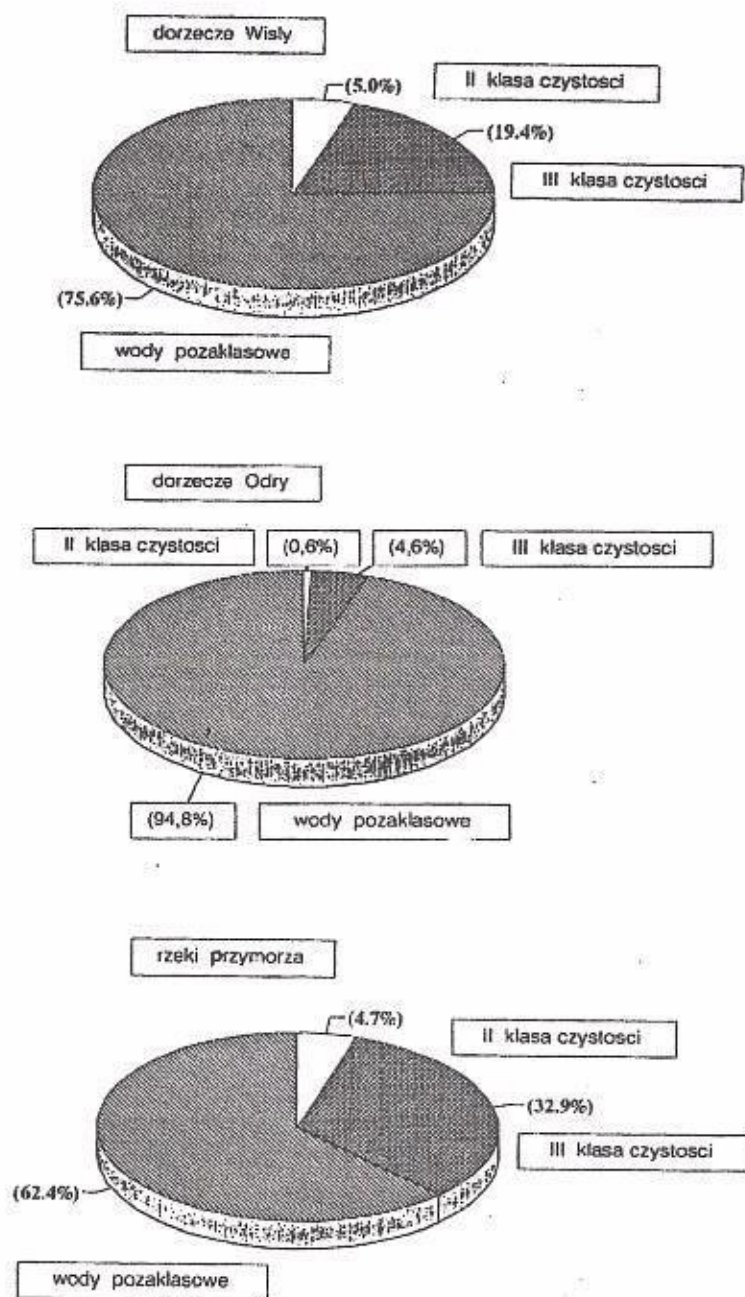 dorzecze Wisly
(5.0%)
II klasa czystosci
(19.4%)
III klasa czystosci
(75.6%)
wody pozaklasowe
dorzecze Odry
II klasa czystosci (0,6%) (4,6%) III klasa czystosci
(94,8%) wody pozaklasowe
rzeki przymorza
(4.7%)
II klasa czystosci
(32.9%)
III klasa czystosci
(62.4%)
wody pozaklasowe